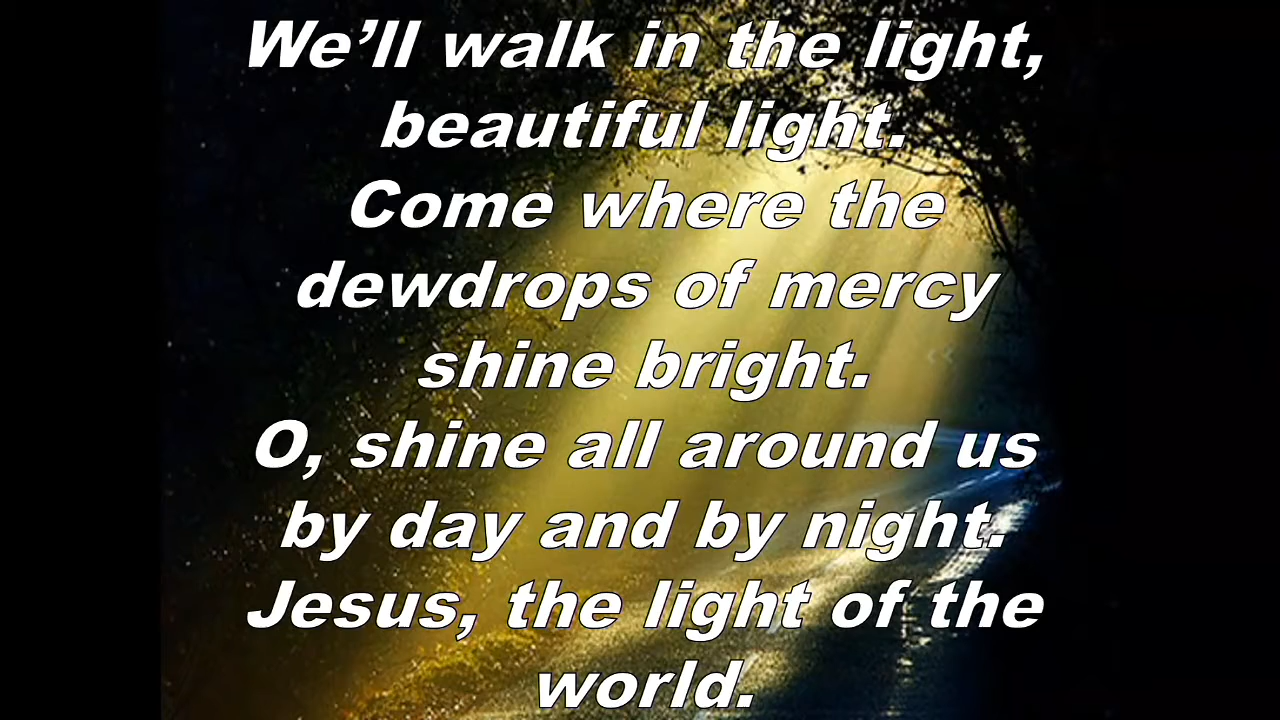 We’ll walk in the light,
beautiful light.
Come where the
dewdrops of mercy
shine bright.
O, shine all around us
by day and by night.
Jesus, the light of the
world.